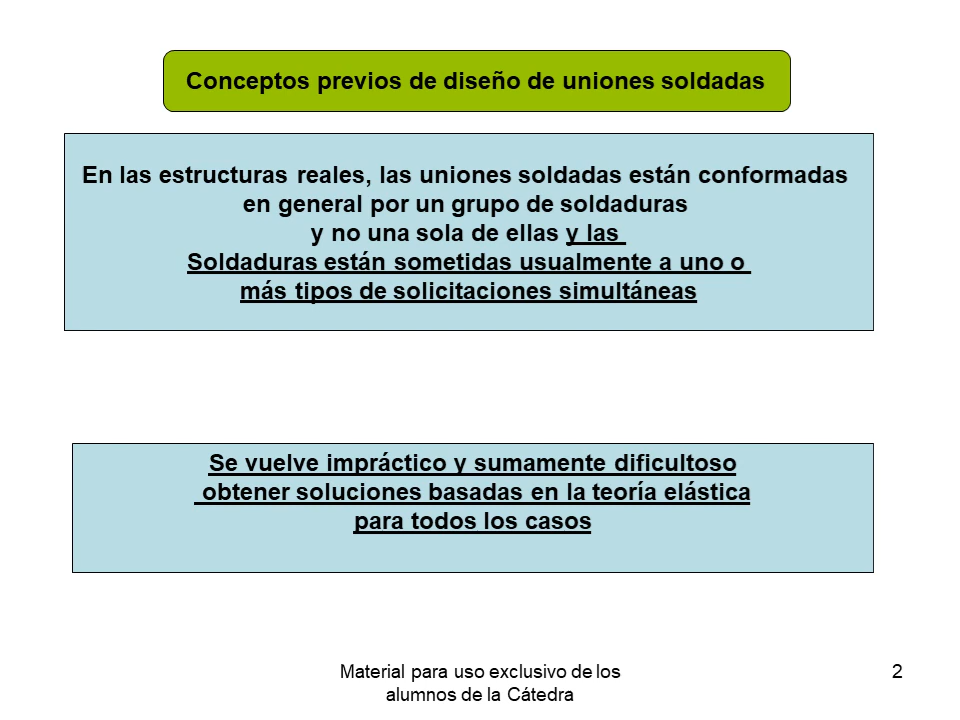 Conceptos previos de diseño de uniones soldadas
En las estructuras reales, las uniones soldadas están conformadas
en general por un grupo de soldaduras
y no una sola de ellas y las
Soldaduras están sometidas usualmente a uno o
más tipos de solicitaciones simultáneas
Se vuelve impráctico y sumamente dificultoso
obtener soluciones basadas en la teoría elástica
para todos los casos
Material para uso exclusivo de los
alumnos de la Cátedra
2